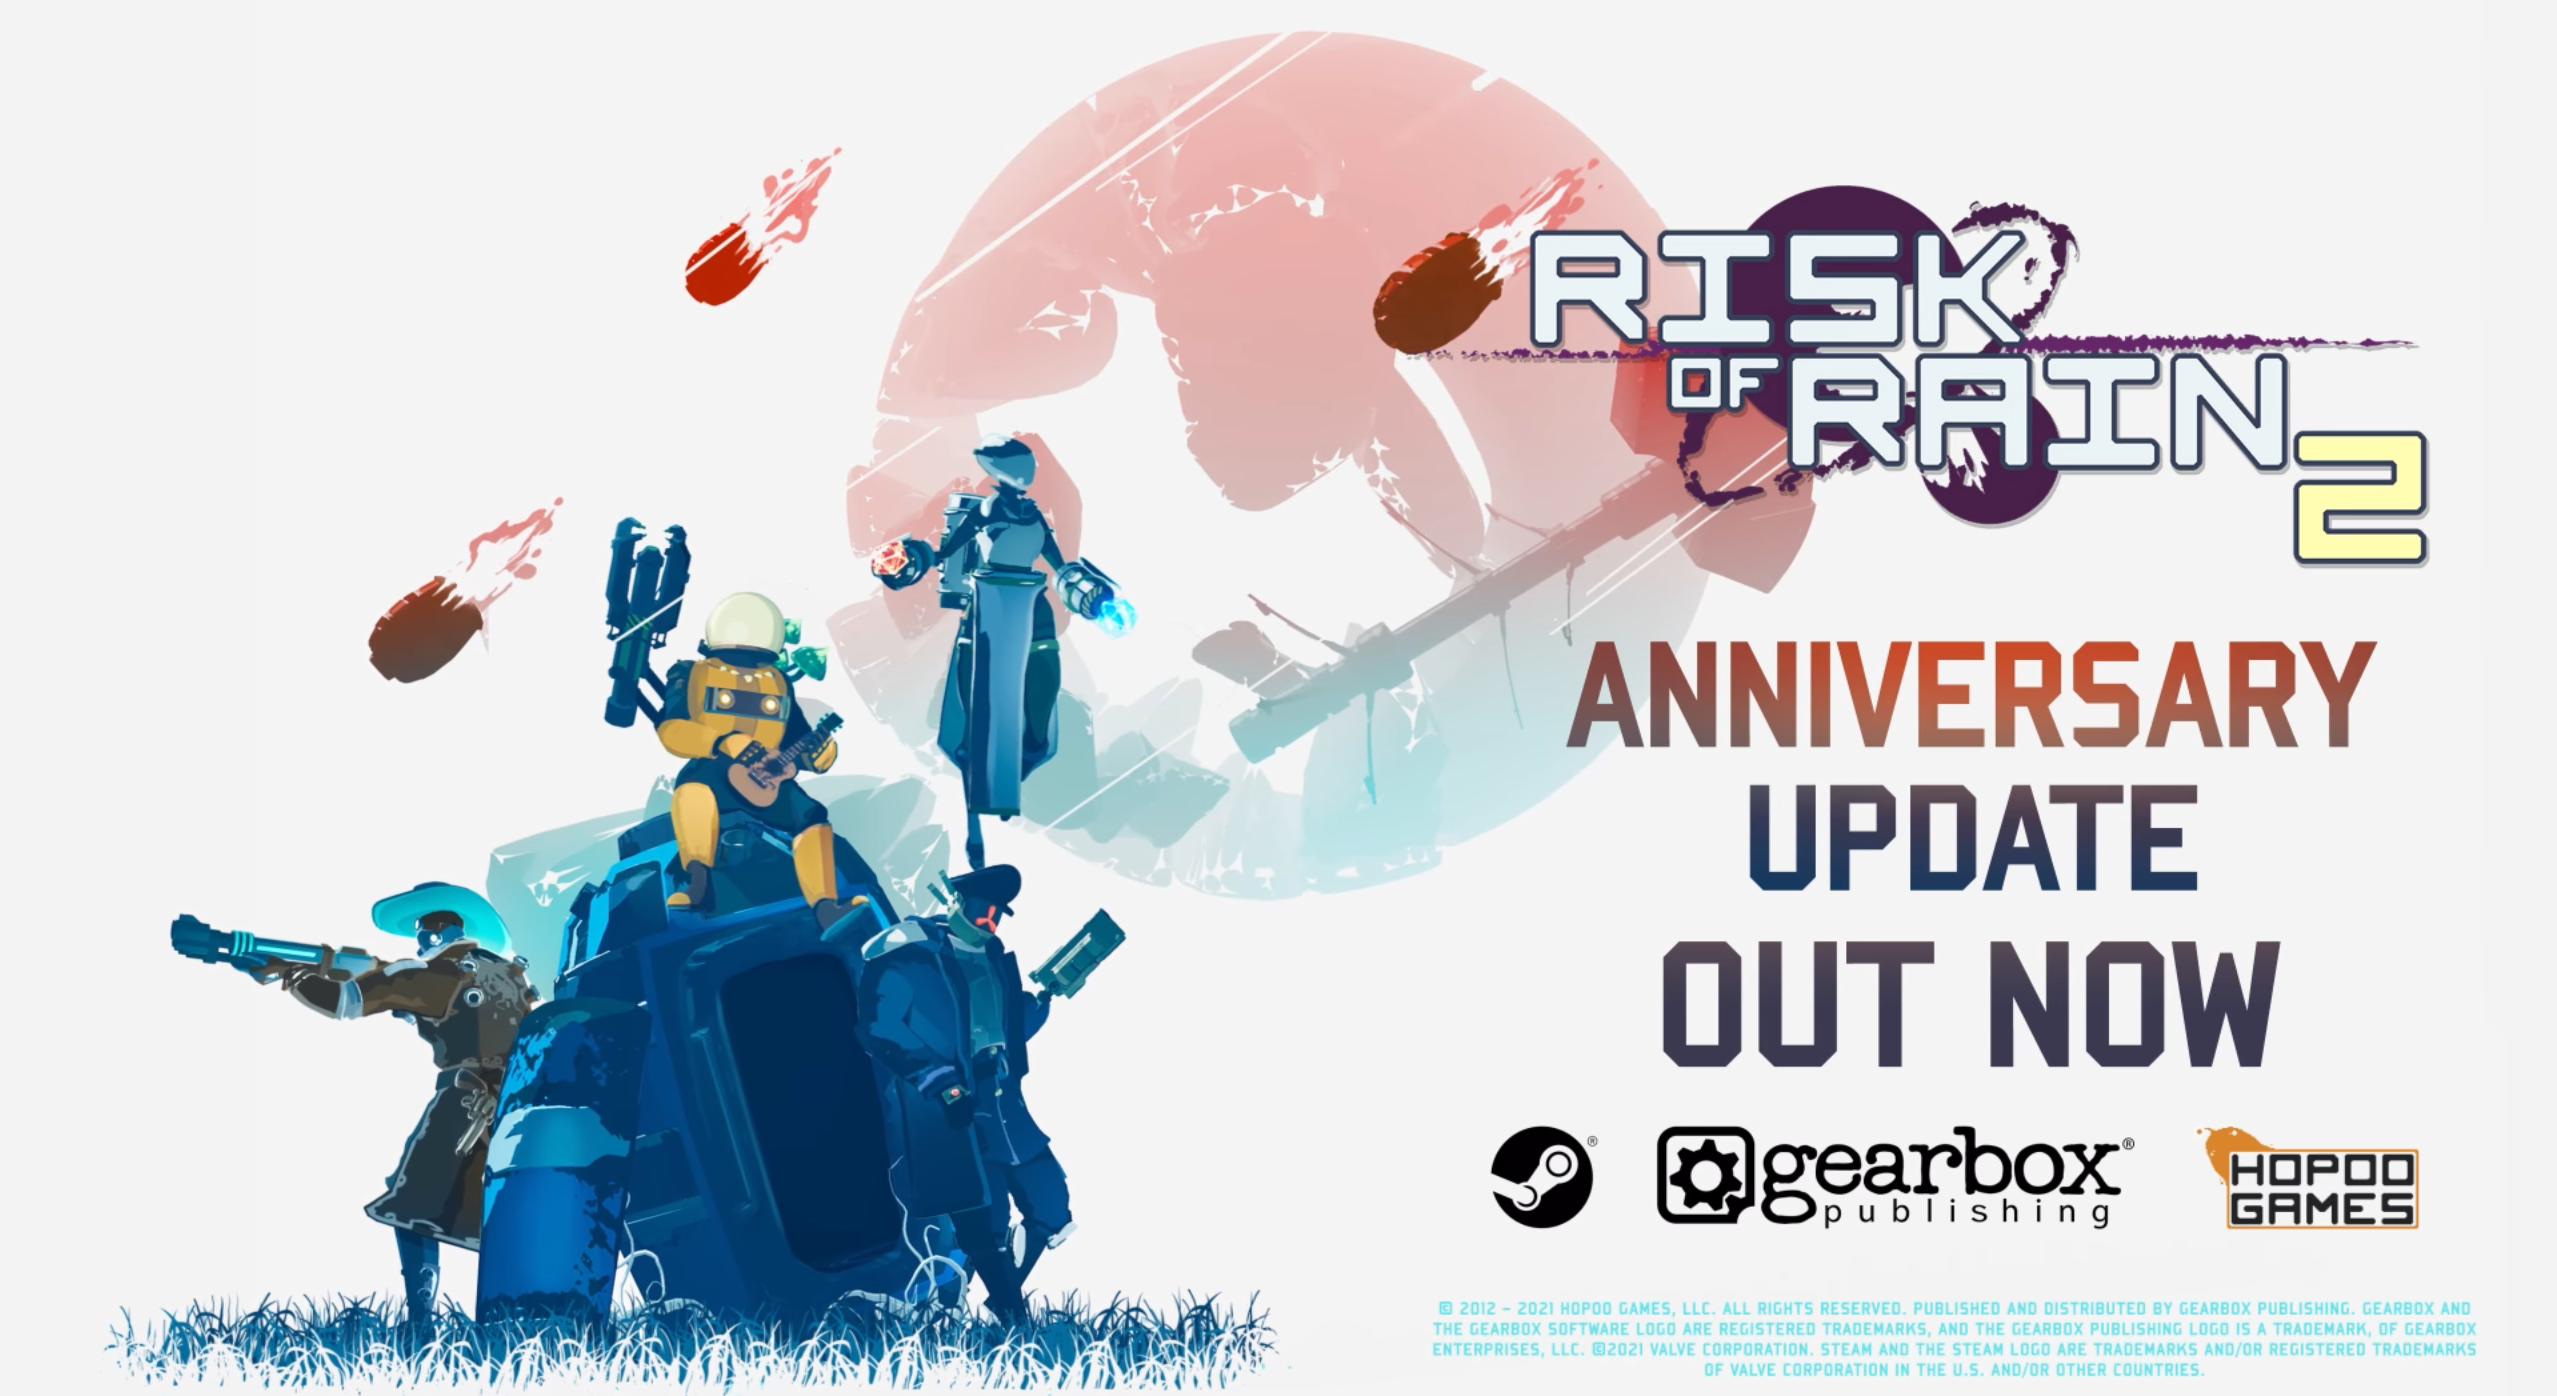 RISK
OF RAIN
2
ANNIVERSARY
UPDATE
OUT NOW
®
gearbox®
publishing
HOPOO
GAMES
© 2012 – 2021 HOPOO GAMES, LLC. ALL RIGHTS RESERVED. PUBLISHED AND DISTRIBUTED BY GEARBOX PUBLISHING. GEARBOX AND
THE GEARBOX SOFTWARE LOGO ARE REGISTERED TRADEMARKS, AND THE GEARBOX PUBLISHING LOGO IS A TRADEMARK, OF GEARBOX
ENTERPRISES, LLC. ©2021 VALVE CORPORATION. STEAM AND THE STEAM LOGO ARE TRADEMARKS AND/OR REGISTERED TRADEMARKS
OF VALVE CORPORATION IN THE U.S. AND/OR OTHER COUNTRIES.